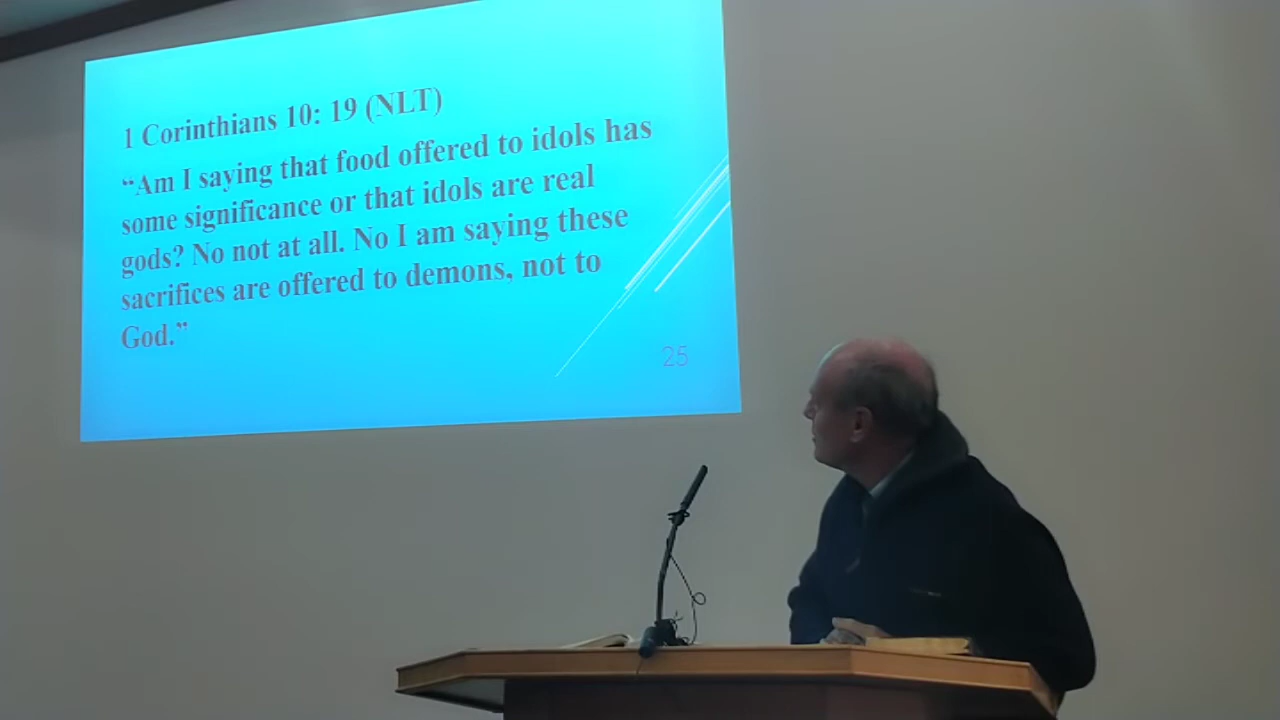 1 Corinthians 10: 19 (NLT)
“Am I saying that food offered to idols has
some significance or that idols are real
gods? No not at all. No I am saying these
sacrifices are offered to demons, not to
God.”
25